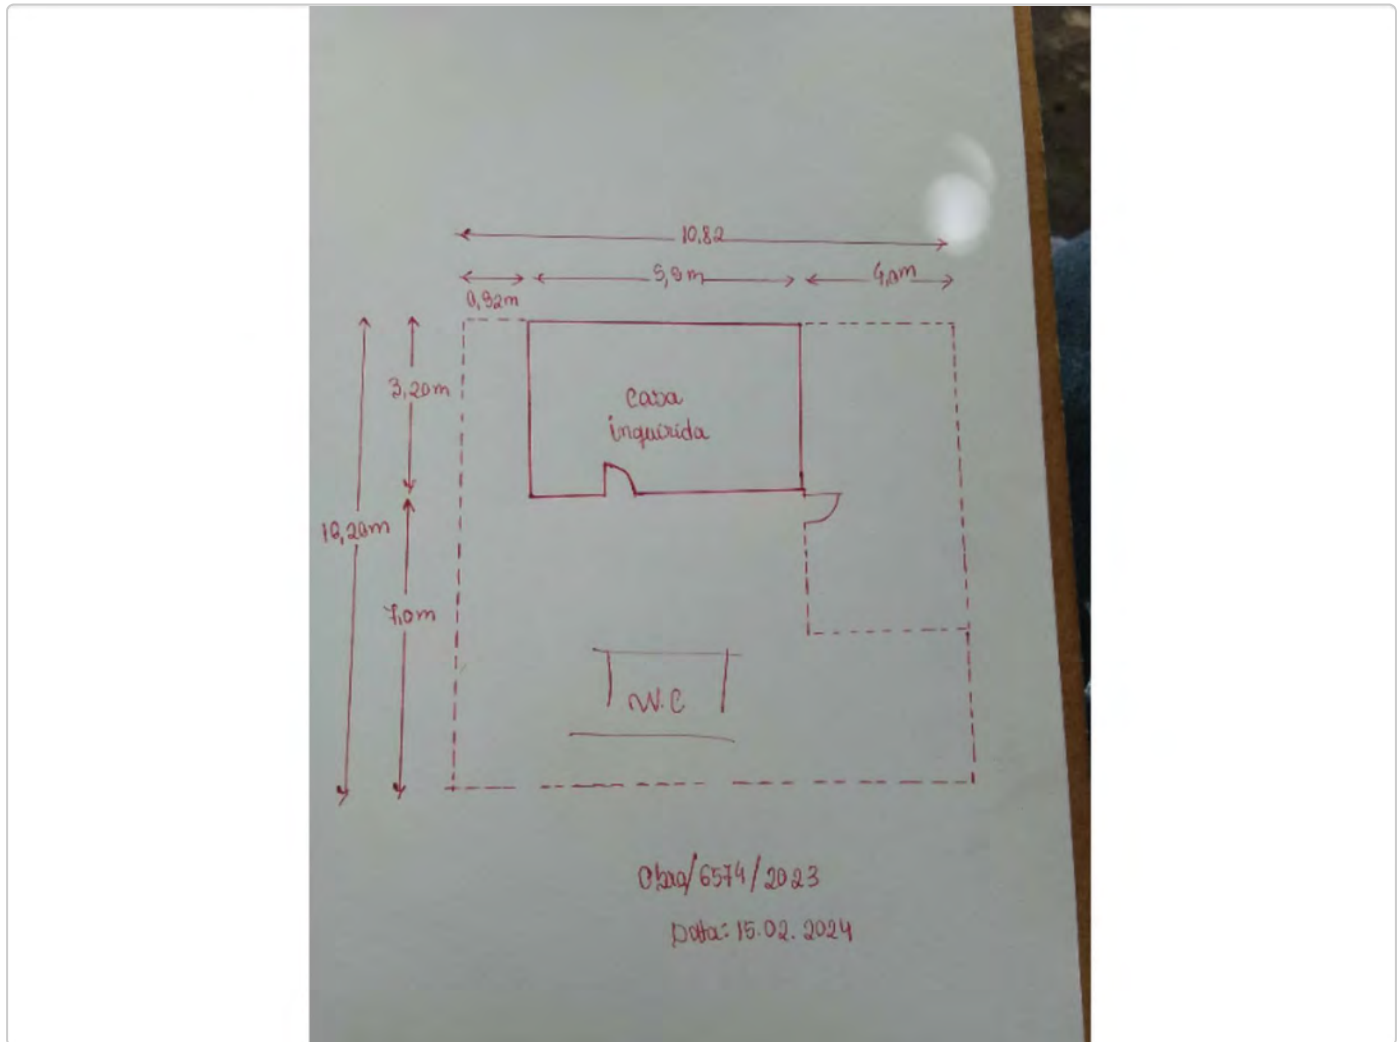 10,82
5,9m
4,0m
0,92m
3,20m
casa
inquirida
10,20m
7,0m
W.C
Obra/6574/2023
Data: 15.02.2024